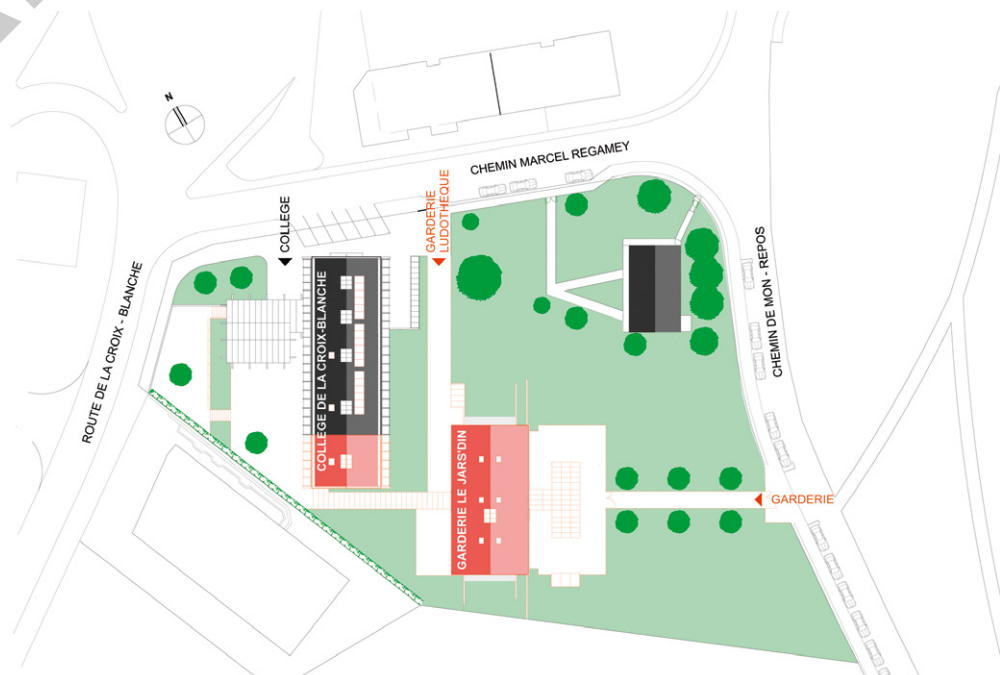 N
CHEMIN MARCEL REGAMEY
COLLEGE
GARDERIE
LUDOTHEQUE
ROUTE DE LA CROIX - BLANCHE
COLLEGE DE LA CROIX-BLANCHE
CHEMIN DE MON - REPOS
GARDERIE LE JARS'DIN
GARDERIE